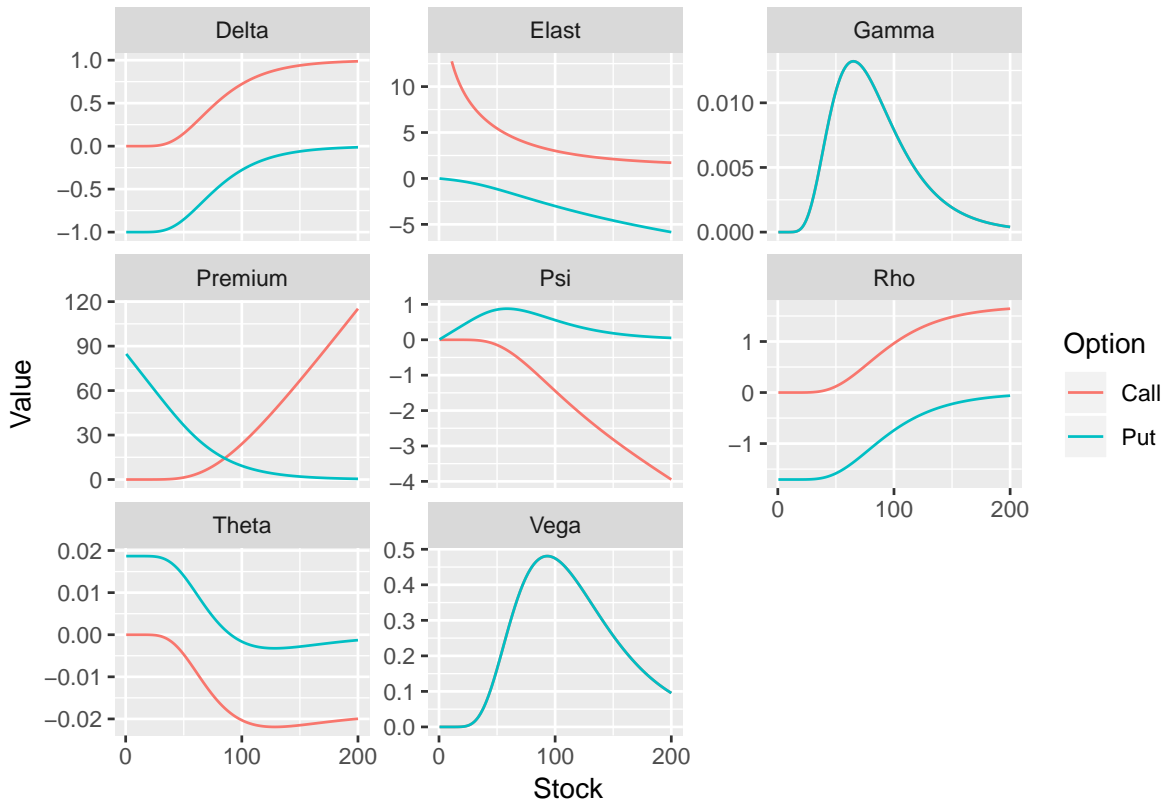 Delta
Elast
Gamma
1.0
0.5
0.0
−0.5
−1.0
10
5
0
−5
0.010
0.005
0.000
Premium
Psi
Rho
120
90
60
30
0
1
0
−1
−2
−3
−4
1
0
−1
0 100 200
Theta
Vega
0.02
0.01
0.00
−0.01
−0.02
0 100 200
0.5
0.4
0.3
0.2
0.1
0.0
0 100 200
Value
Stock
Option
Call
Put